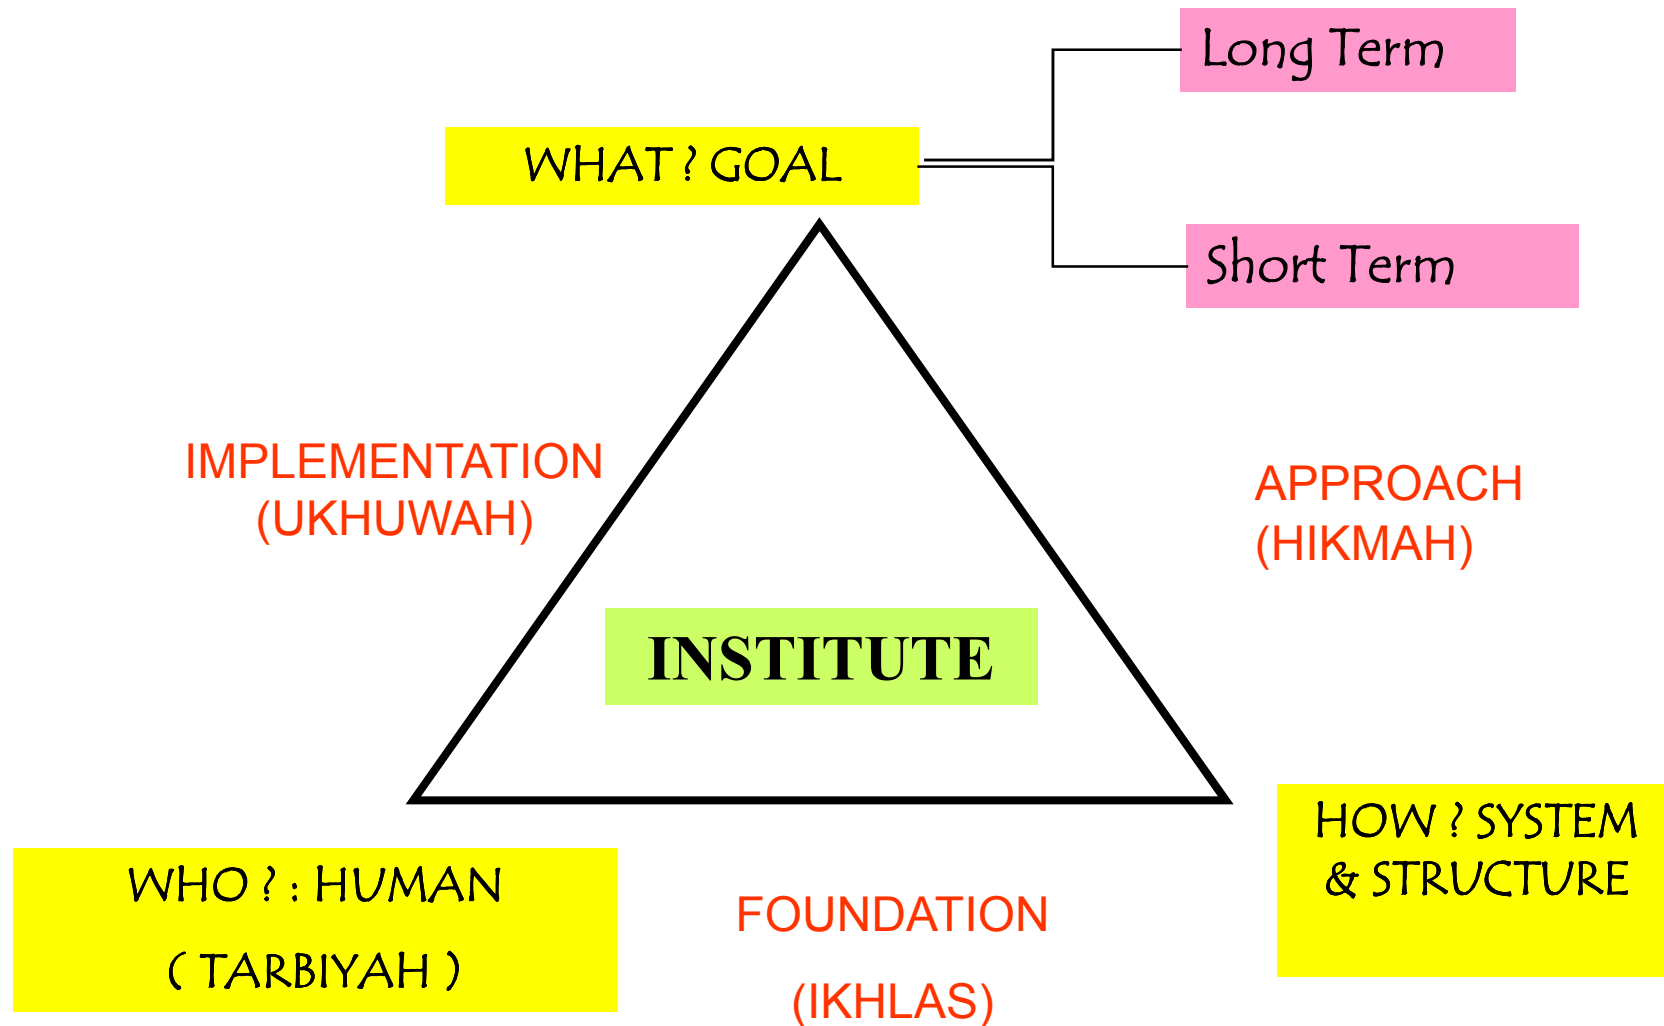 Long Term
WHAT ? GOAL
Short Term
IMPLEMENTATION
(UKHUWAH)
APPROACH
(HIKMAH)
INSTITUTE
HOW ? SYSTEM
& STRUCTURE
WHO ? : HUMAN
( TARBIYAH )
FOUNDATION
(IKHLAS)